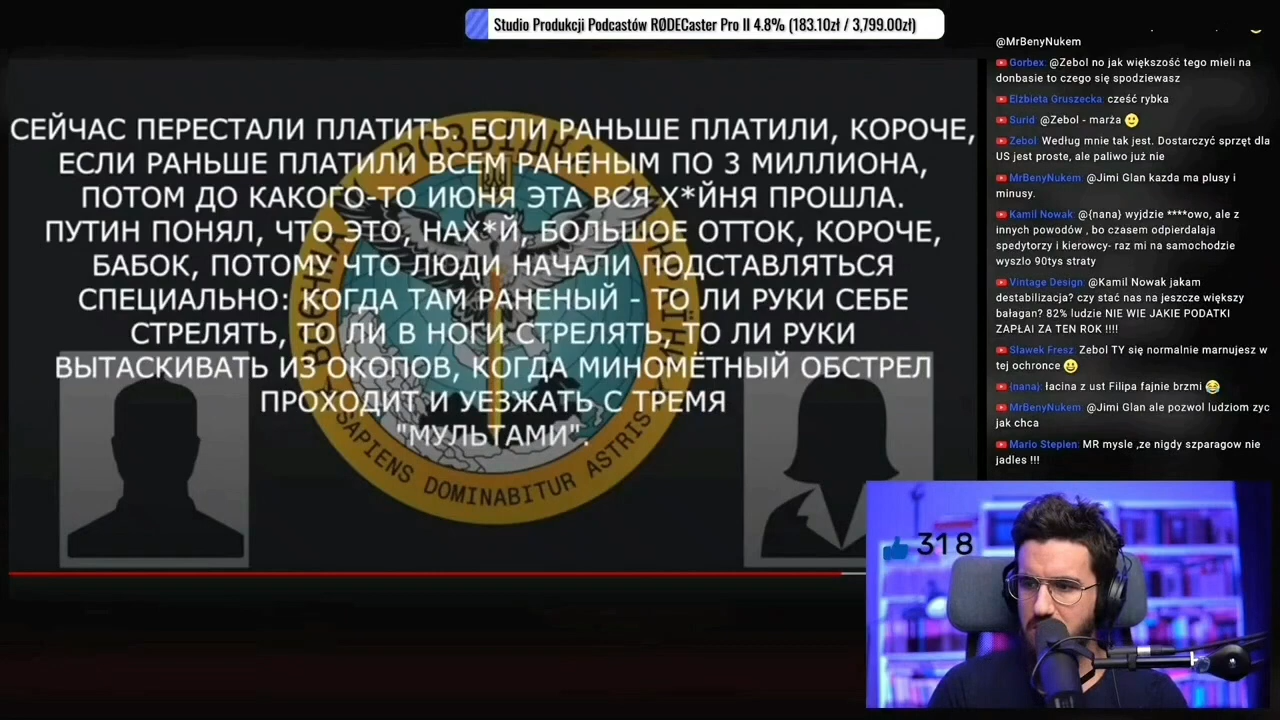 Studio Produkcji Podcastów RØDECaster Pro II 4.8% (183.10zł / 3,799.00zł)
СЕЙЧАС ПЕРЕСТАЛИ ПЛАТИТЬ. ЕСЛИ РАНЬШЕ ПЛАТИЛИ, КОРОЧЕ,
ЕСЛИ РАНЬШЕ ПЛАТИЛИ ВСЕМ РАНЕНЫМ ПО 3 МИЛЛИОНА,
ПОТОМ ДО КАКОГО-ТО ИЮНЯ ЭТА ВСЯ Х*ЙНЯ ПРОШЛА.
ПУТИН ПОНЯЛ, ЧТО ЭТО, НАХ*Й, БОЛЬШОЕ ОТТОК, КОРОЧЕ,
БАБОК, ПОТОМУ ЧТО ЛЮДИ НАЧАЛИ ПОДСТАВЛЯТЬСЯ
СПЕЦИАЛЬНО: КОГДА ТАМ РАНЕНЫЙ - ТО ЛИ РУКИ СЕБЕ
СТРЕЛЯТЬ, ТО ЛИ В НОГИ СТРЕЛЯТЬ, ТО ЛИ РУКИ
ВЫТАСКИВАТЬ ИЗ ОКОПОВ, КОГДА МИНОМЁТНЫЙ ОБСТРЕЛ
ПРОХОДИТ И УЕЗЖАТЬ С ТРЕМЯ
"МУЛЬТАМИ".
SAPIENS DOMINABITUR ASTRIS
@MrBenyNukem
Gorbex: @Zebol no jak większość tego mieli na
donbasie to czego się spodziewasz
Elżbieta Gruszecka: cześć rybka
Surid @Zebol - marża
Zebol: Według mnie tak jest. Dostarczyć sprzęt dla
US jest proste, ale paliwo już nie
MrBenyNukem: @Jimi Glan kazda ma plusy i
minusy.
Kamil Nowak: @{nana} wyjdzie ****owo, ale z
innych powodów , bo czasem odpierdalaja
spedytorzy i kierowcy- raz mi na samochodzie
wyszlo 90tys straty
Vintage Design: @Kamil Nowak jakam
destabilizacja? czy stać nas na jeszcze większy
bałagan? 82% ludzie NIE WIE JAKIE PODATKI
ZAPŁAI ZA TEN ROK !!!!
Sławek Fresz: Zebol TY się normalnie marnujesz w
tej ochronce
{nana}: łacina z ust Filipa fajnie brzmi
MrBenyNukem: @Jimi Glan ale pozwol ludziom zyc
jak chca
Mario Stepien: MR mysle ,ze nigdy szparagow nie
jadles !!!
318